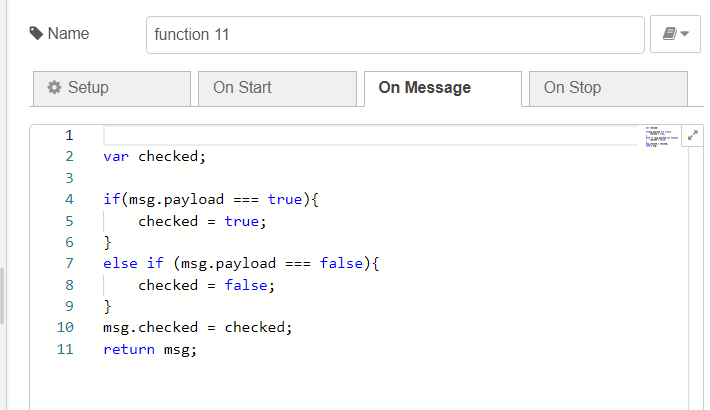 Name function 11
Setup On Start On Message On Stop
1
2 var checked;
3
4 if(msg.payload === true){
5 checked = true;
6 }
7 else if (msg.payload === false){
8 checked = false;
9 }
10 msg.checked = checked;
11 return msg;